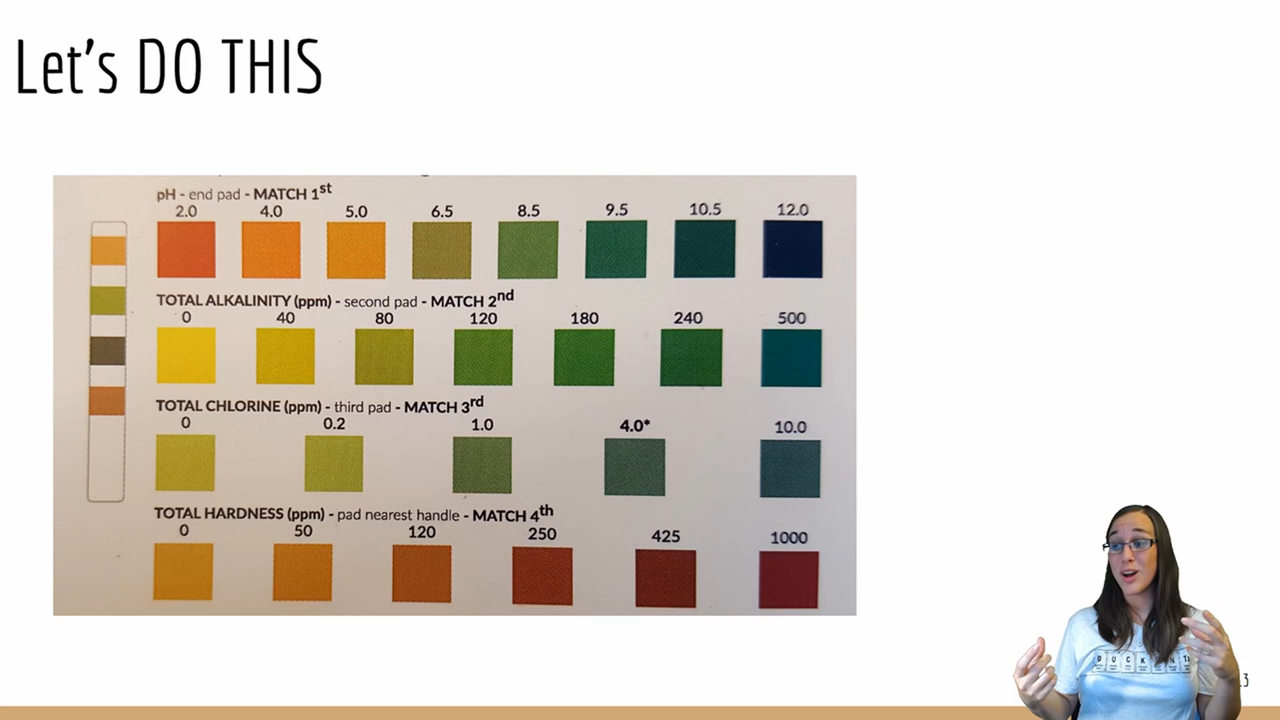 Let's DO THIS
pH - end pad - MATCH 1st
2.0 4.0 5.0 6.5 8.5 9.5 10.5 12.0
TOTAL ALKALINITY (ppm) - second pad - MATCH 2nd
0 40 80 120 180 240 500
TOTAL CHLORINE (ppm) - third pad - MATCH 3rd
0 0.2 1.0 4.0* 10.0
TOTAL HARDNESS (ppm) - pad nearest handle - MATCH 4th
0 50 120 250 425 1000
D U C K